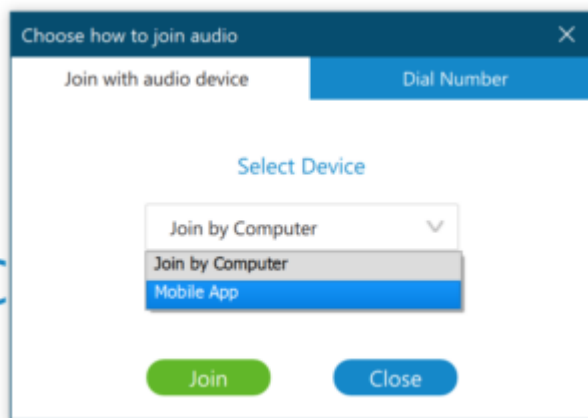 Choose how to join audio
Join with audio device
Dial Number
Select Device
Join by Computer
Join by Computer
Mobile App
Join
Close